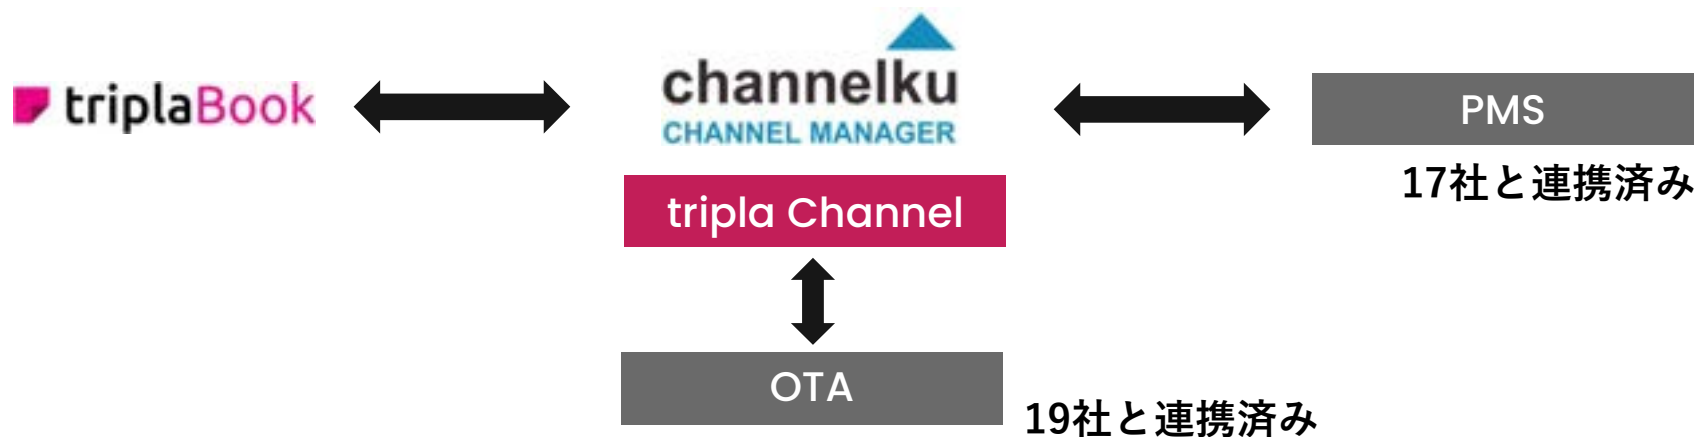 triplaBook
channelku
CHANNEL MANAGER
PMS
17社と連携済み
tripla Channel
OTA
19社と連携済み